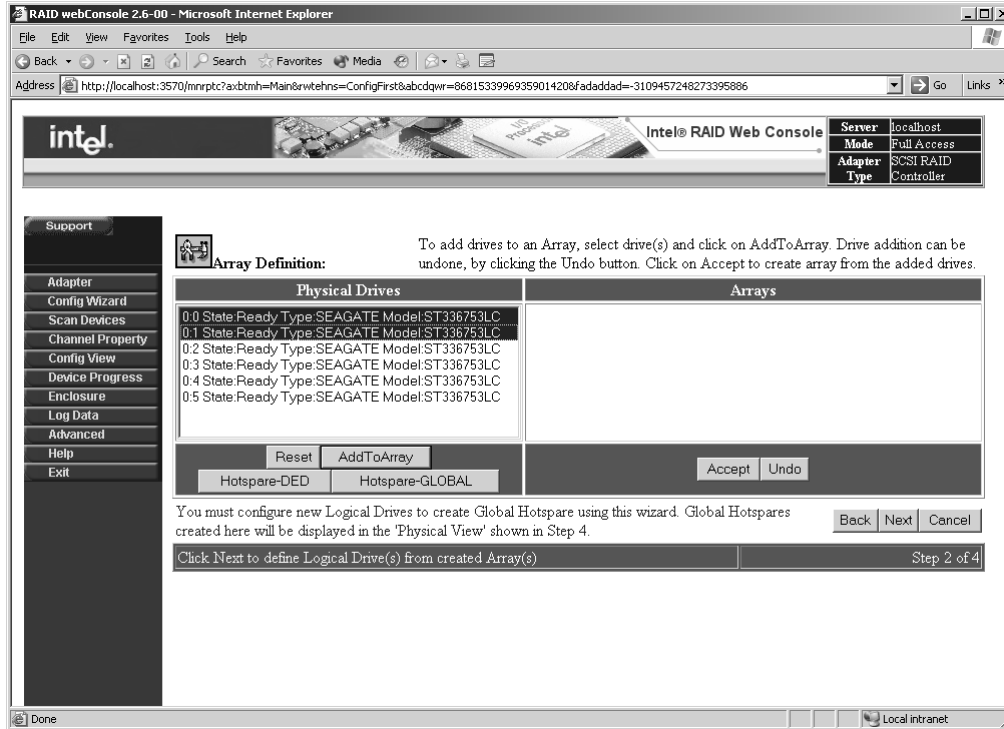 RAID webConsole 2.6-00 - Microsoft Internet Explorer
File Edit View Favorites Tools Help
Back Search Favorites Media
Address http://localhost:3570/mnrptc?axbtmh=Main&rwtehns=ConfigFirst&abcdqwr=86815339969359014208&fadaddad=-3109457248273395886 Go Links »
intel.
Processor intel
Intel® RAID Web Console
Server localhost
Mode Full Access
Adapter Type SCSI RAID Controller
Support
Adapter
Config Wizard
Scan Devices
Channel Property
Config View
Device Progress
Enclosure
Log Data
Advanced
Help
Exit
Array Definition:
To add drives to an Array, select drive(s) and click on AddToArray. Drive addition can be
undone, by clicking the Undo button. Click on Accept to create array from the added drives.
Physical Drives
0:0 State:Ready Type:SEAGATE Model:ST336753LC
0:1 State:Ready Type:SEAGATE Model:ST336753LC
0:2 State:Ready Type:SEAGATE Model:ST336753LC
0:3 State:Ready Type:SEAGATE Model:ST336753LC
0:4 State:Ready Type:SEAGATE Model:ST336753LC
0:5 State:Ready Type:SEAGATE Model:ST336753LC
Reset AddToArray
Hotspare-DED Hotspare-GLOBAL
Arrays
Accept Undo
You must configure new Logical Drives to create Global Hotspare using this wizard. Global Hotspares
created here will be displayed in the 'Physical View' shown in Step 4.
Back Next Cancel
Click Next to define Logical Drive(s) from created Array(s) Step 2 of 4
Done Local intranet